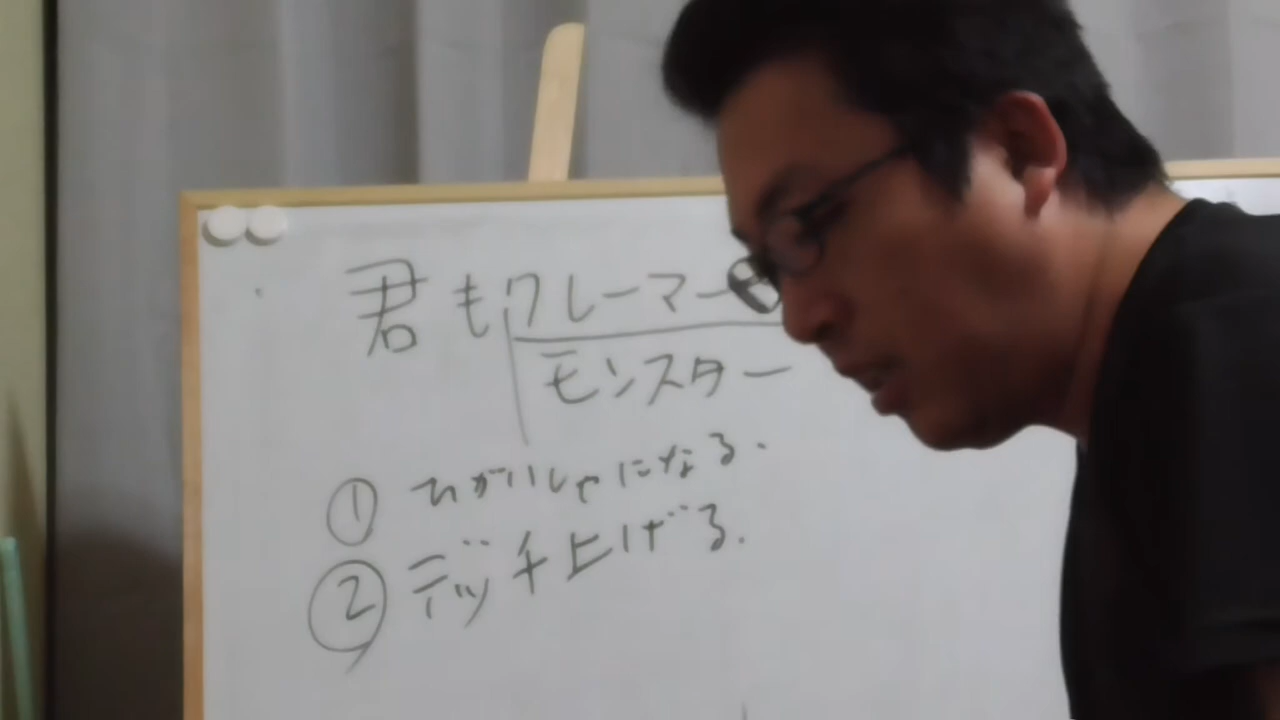 君もクレーマー
モンスター
① ひがいしゃになる.
② デッチ上げる.